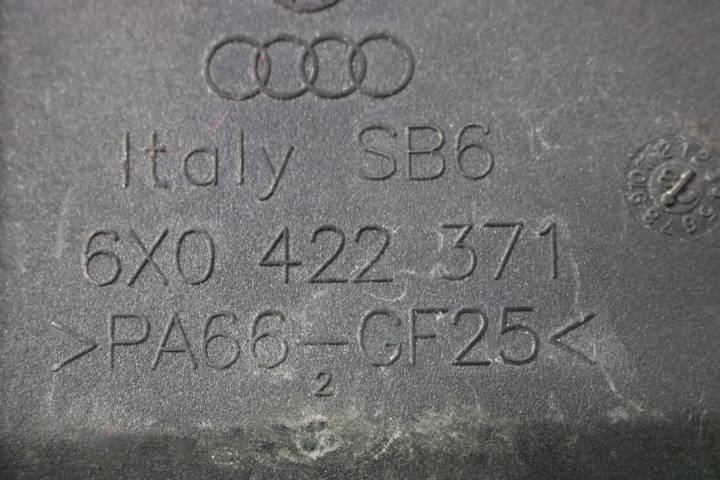 Italy SB6
6X0 422 371
>PA66-GF25<
2